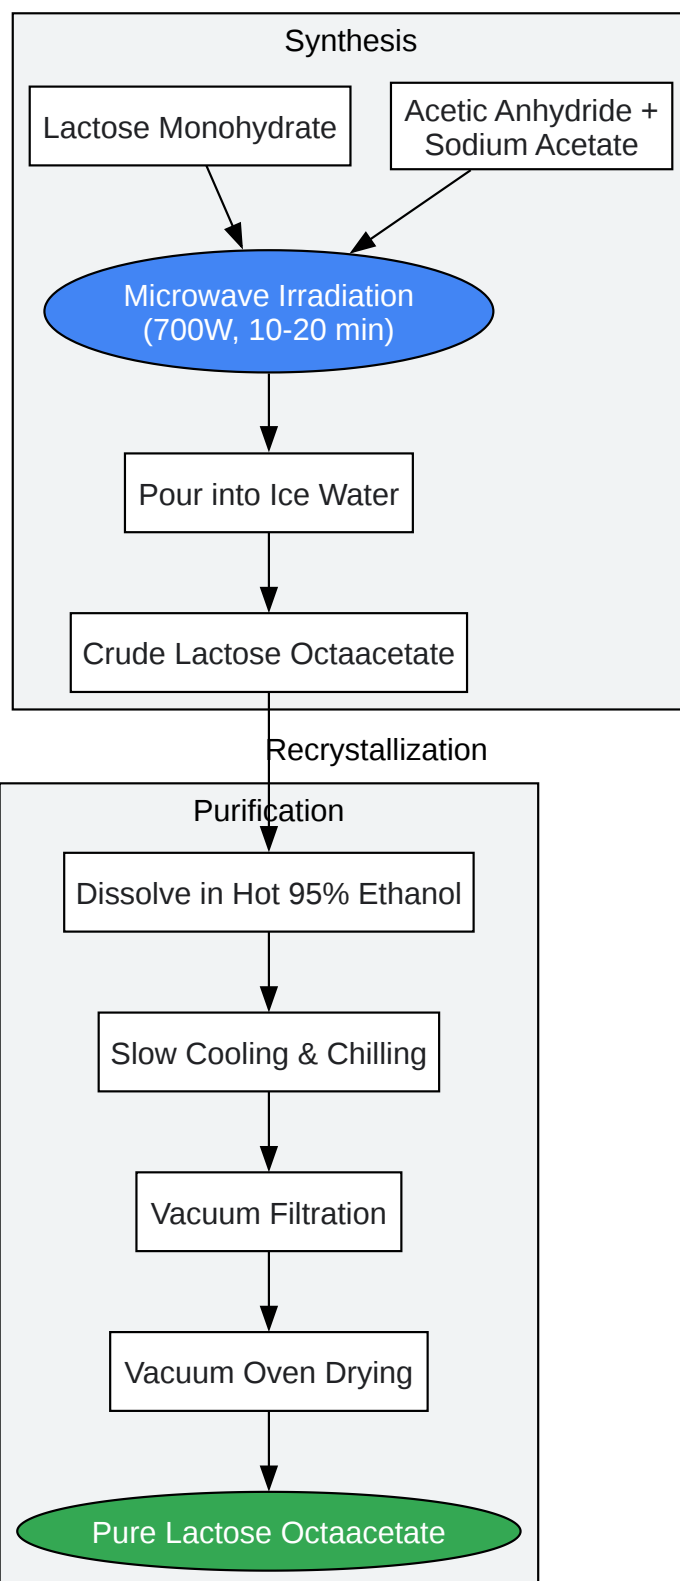 Synthesis
Lactose Monohydrate
Acetic Anhydride +
Sodium Acetate
Microwave Irradiation
(700W, 10-20 min)
Pour into Ice Water
Crude Lactose Octaacetate
Recrystallization
Purification
Dissolve in Hot 95% Ethanol
Slow Cooling & Chilling
Vacuum Filtration
Vacuum Oven Drying
Pure Lactose Octaacetate